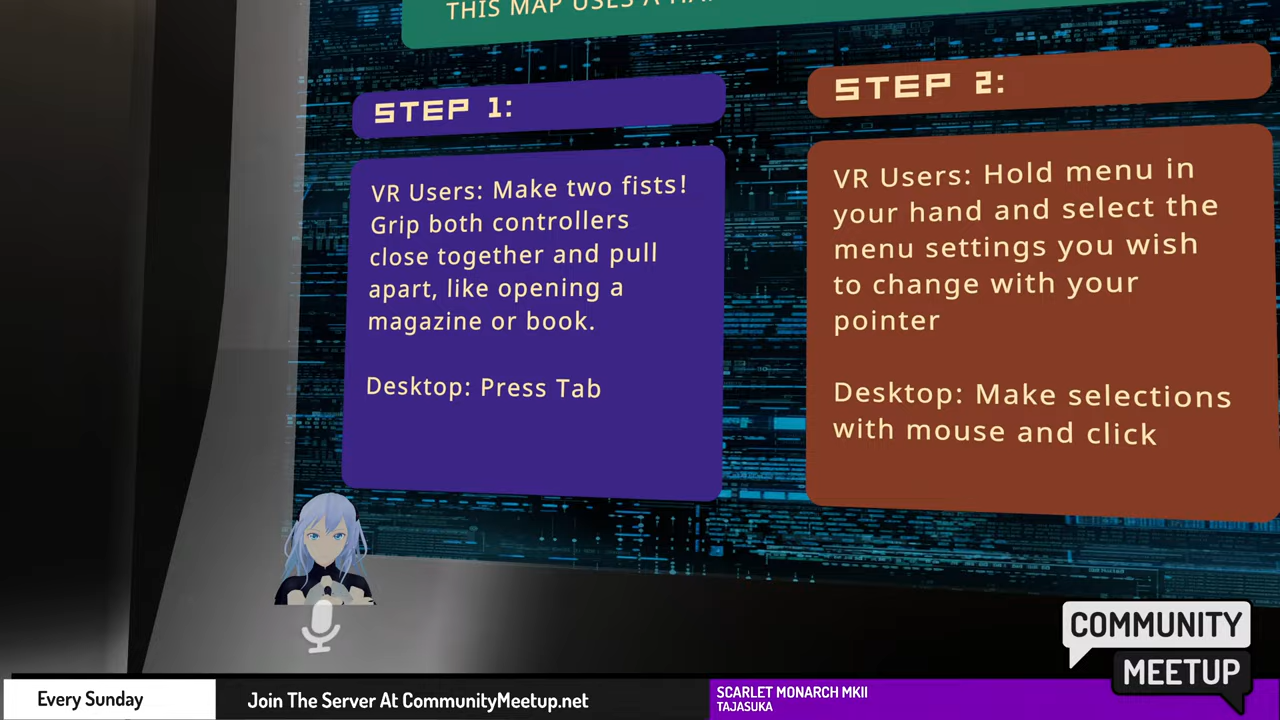 THIS MAP USES A
STEP 1:
VR Users: Make two fists!
Grip both controllers
close together and pull
apart, like opening a
magazine or book.
Desktop: Press Tab
STEP 2:
VR Users: Hold menu in
your hand and select the
menu settings you wish
to change with your
pointer
Desktop: Make selections
with mouse and click
COMMUNITY
MEETUP
Every Sunday
Join The Server At CommunityMeetup.net
SCARLET MONARCH MKII
TAJASUKA